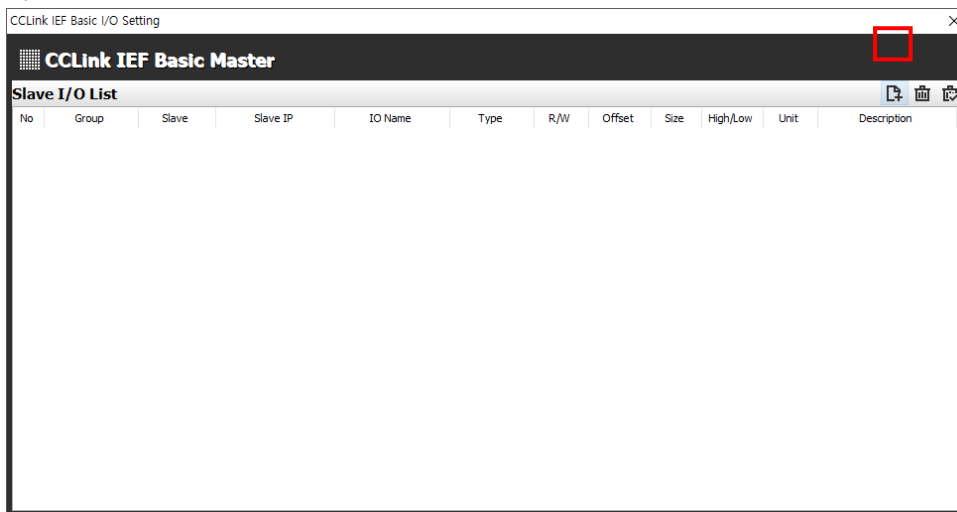 CCLink IEF Basic I/O Setting
CCLink IEF Basic Master
Slave I/O List
No Group Slave Slave IP IO Name Type R/W Offset Size High/Low Unit Description